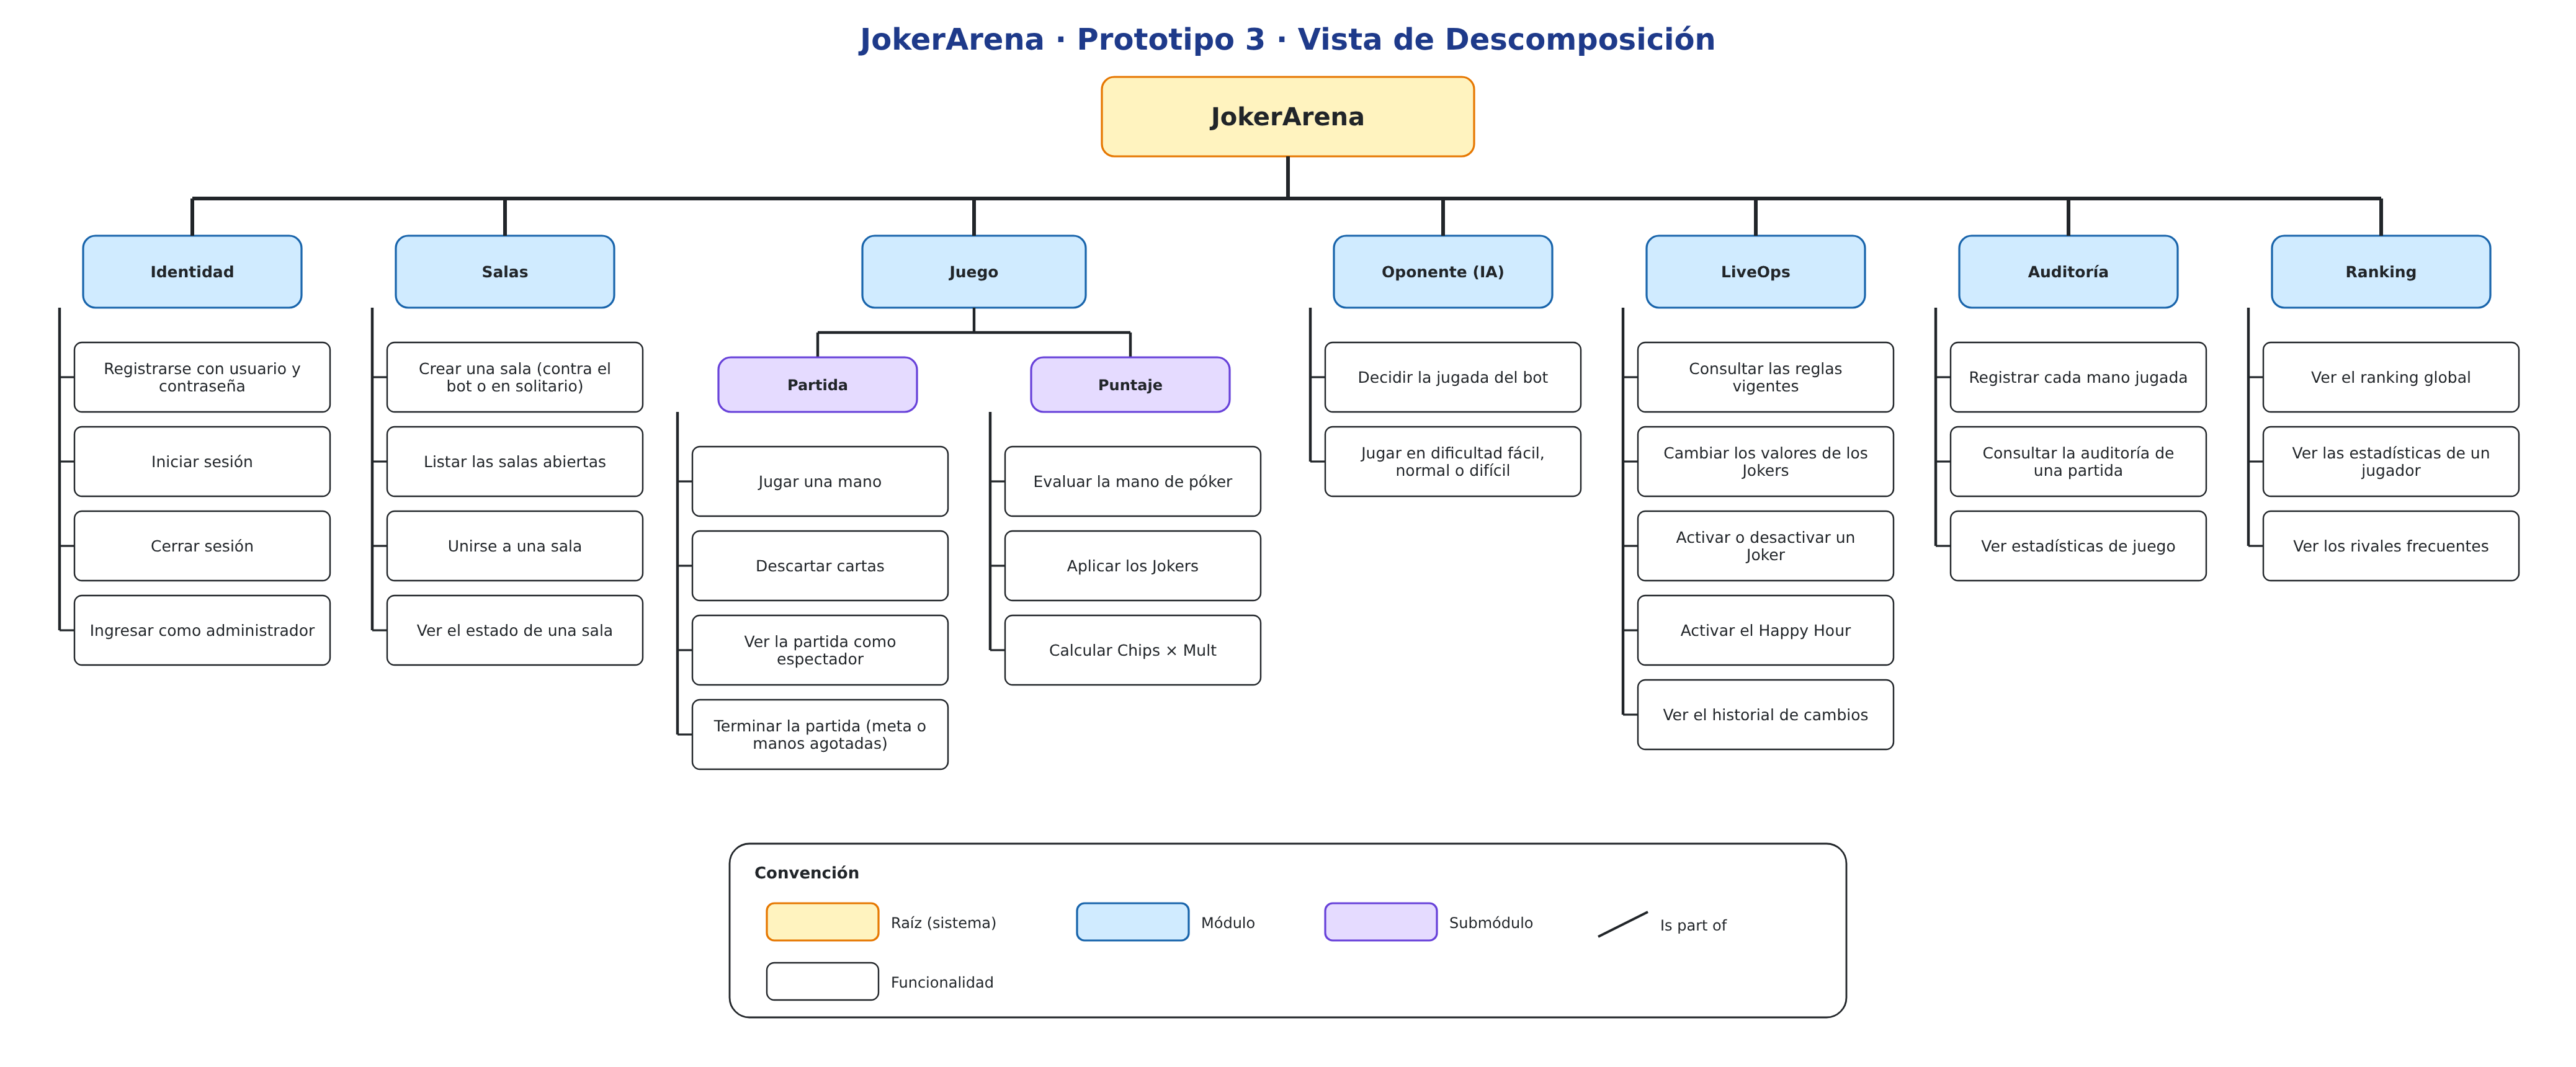 JokerArena · Prototipo 3 · Vista de Descomposición
JokerArena
Identidad
Salas
Juego
Oponente (IA)
LiveOps
Auditoría
Ranking
Registrarse con usuario y
contraseña
Iniciar sesión
Cerrar sesión
Ingresar como administrador
Crear una sala (contra el
bot o en solitario)
Listar las salas abiertas
Unirse a una sala
Ver el estado de una sala
Partida
Jugar una mano
Descartar cartas
Ver la partida como
espectador
Terminar la partida (meta o
manos agotadas)
Puntaje
Evaluar la mano de póker
Aplicar los Jokers
Calcular Chips × Mult
Decidir la jugada del bot
Jugar en dificultad fácil,
normal o difícil
Consultar las reglas
vigentes
Cambiar los valores de los
Jokers
Activar o desactivar un
Joker
Activar el Happy Hour
Ver el historial de cambios
Registrar cada mano jugada
Consultar la auditoría de
una partida
Ver estadísticas de juego
Ver el ranking global
Ver las estadísticas de un
jugador
Ver los rivales frecuentes
Convención
Raíz (sistema)
Módulo
Submódulo
Is part of
Funcionalidad